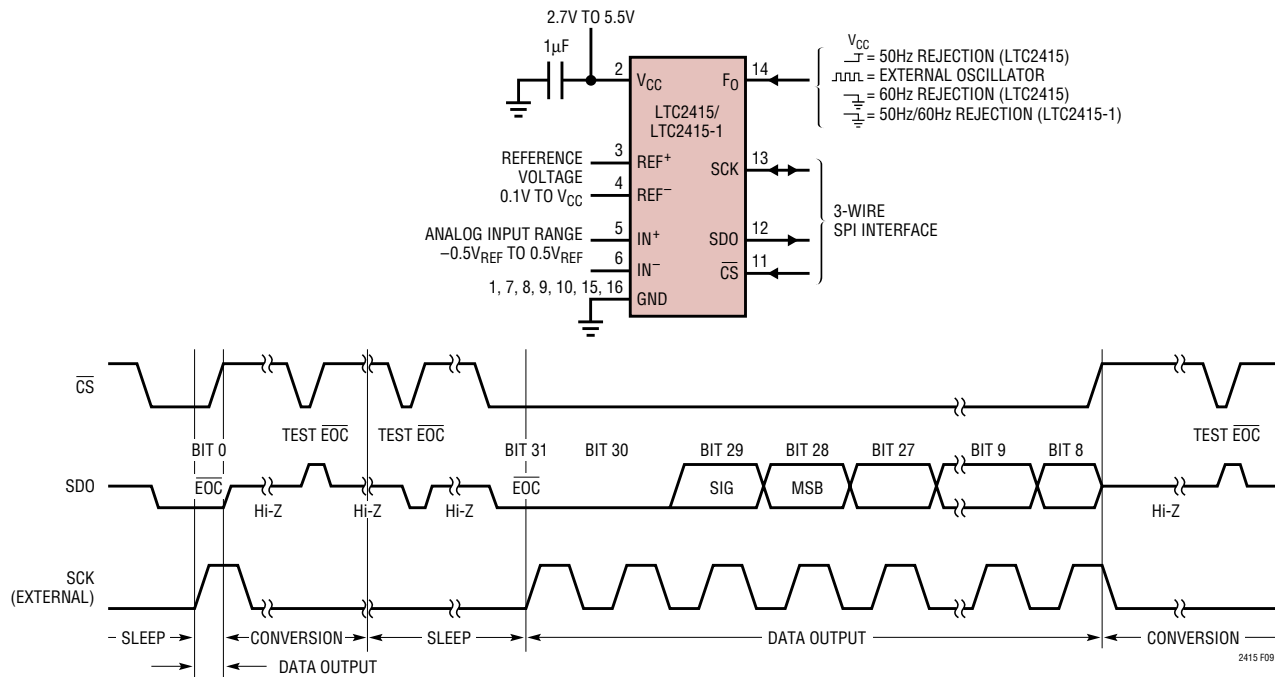 2.7V TO 5.5V
1µF
2
VCC
FO
14
LTC2415/
LTC2415-1
VCC
= 50Hz REJECTION (LTC2415)
= EXTERNAL OSCILLATOR
= 60Hz REJECTION (LTC2415)
= 50Hz/60Hz REJECTION (LTC2415-1)
REFERENCE
VOLTAGE
0.1V TO VCC
3
REF+
4
REF−
SCK
13
ANALOG INPUT RANGE
−0.5VREF TO 0.5VREF
5
IN+
6
IN−
SDO
12
CS
11
3-WIRE
SPI INTERFACE
1, 7, 8, 9, 10, 15, 16
GND
CS
TEST EOC
TEST EOC
TEST EOC
BIT 0
BIT 31
BIT 30
BIT 29
BIT 28
BIT 27
BIT 9
BIT 8
SDO
EOC
EOC
SIG
MSB
Hi-Z
Hi-Z
Hi-Z
Hi-Z
SCK
(EXTERNAL)
SLEEP
CONVERSION
SLEEP
DATA OUTPUT
CONVERSION
DATA OUTPUT
2415 F09